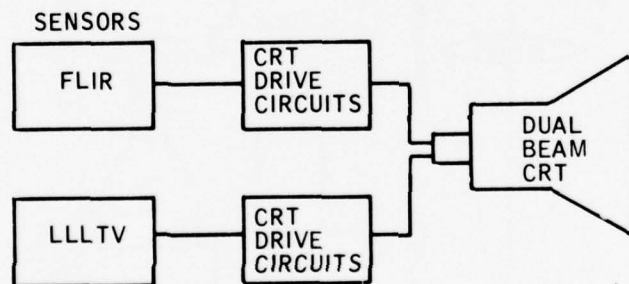 SENSORS
FLIR
CRT
DRIVE
CIRCUITS
DUAL
BEAM
CRT
LLLTV
CRT
DRIVE
CIRCUITS